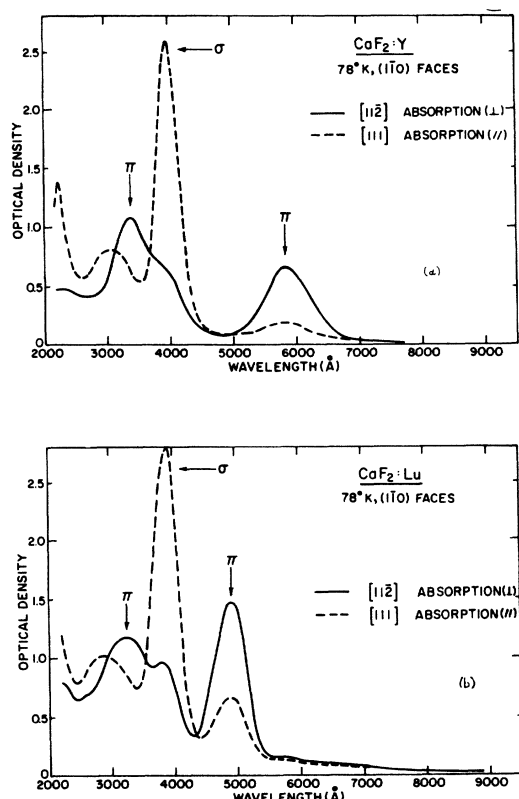 CaF₂:Y
78°K, (11̄0) FACES
[112̄] ABSORPTION (⊥)
[111] ABSORPTION (//)
σ
π
π
(a)
OPTICAL DENSITY
2.5
2.0
1.5
1.0
0.5
0
2000 3000 4000 5000 6000 7000 8000 9000
WAVELENGTH (Å)
CaF₂:Lu
78°K, (11̄0) FACES
[112̄] ABSORPTION(⊥)
[111] ABSORPTION(//)
σ
π
π
(b)
OPTICAL DENSITY
2.5
2.0
1.5
1.0
0.5
0
2000 3000 4000 5000 6000 7000 8000 9000
WAVELENGTH (Å)